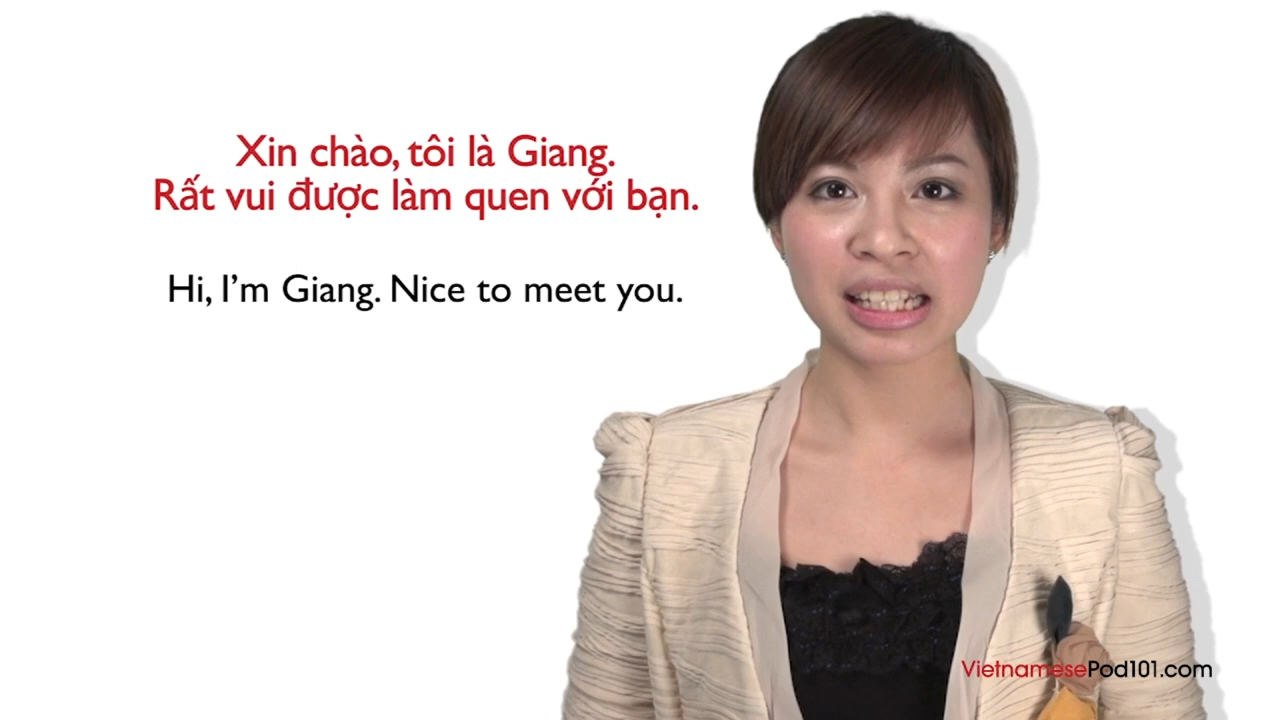 Xin chào, tôi là Giang.
Rất vui được làm quen với bạn.
Hi, I’m Giang. Nice to meet you.
VietnamesePod101.com